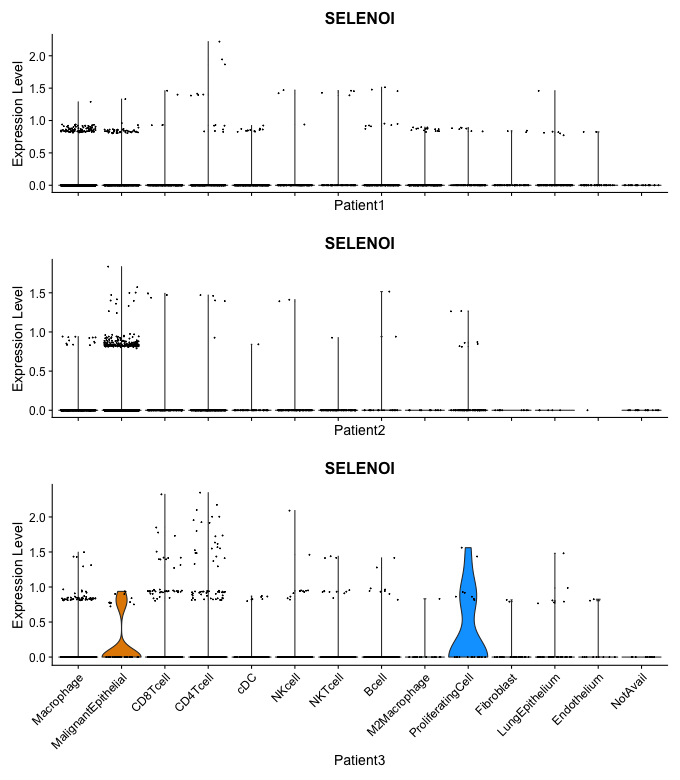 SELENOI
Expression Level
2.0
1.5
1.0
0.5
0.0
Patient1
SELENOI
Expression Level
1.5
1.0
0.5
0.0
Patient2
SELENOI
Expression Level
2.0
1.5
1.0
0.5
0.0
Macrophage
MalignantEpithelial
CD8Tcell
CD4Tcell
cDC
NKcell
NKTcell
Bcell
M2Macrophage
ProliferatingCell
Fibroblast
LungEpithelium
Endothelium
NotAvail
Patient3